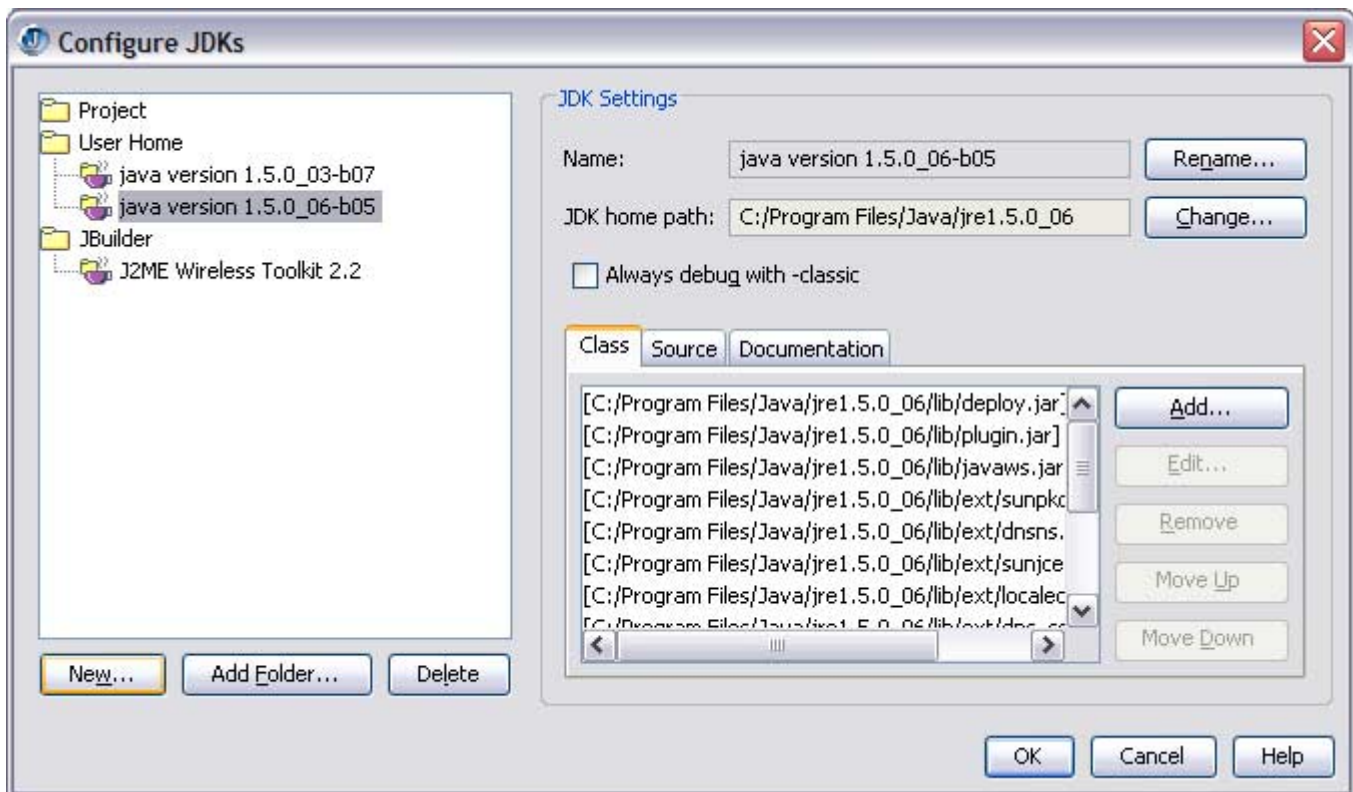 Configure JDKs
Project
User Home
java version 1.5.0_03-b07
java version 1.5.0_06-b05
JBuilder
J2ME Wireless Toolkit 2.2
New...
Add Folder...
Delete
JDK Settings
Name:
java version 1.5.0_06-b05
Rename...
JDK home path:
C:/Program Files/Java/jre1.5.0_06
Change...
Always debug with -classic
Class
Source
Documentation
[C:/Program Files/Java/jre1.5.0_06/lib/deploy.jar]
[C:/Program Files/Java/jre1.5.0_06/lib/plugin.jar]
[C:/Program Files/Java/jre1.5.0_06/lib/javaws.jar
[C:/Program Files/Java/jre1.5.0_06/lib/ext/sunpkc
[C:/Program Files/Java/jre1.5.0_06/lib/ext/dnsns.
[C:/Program Files/Java/jre1.5.0_06/lib/ext/sunjce
[C:/Program Files/Java/jre1.5.0_06/lib/ext/localec
Add...
Edit...
Remove
Move Up
Move Down
OK
Cancel
Help